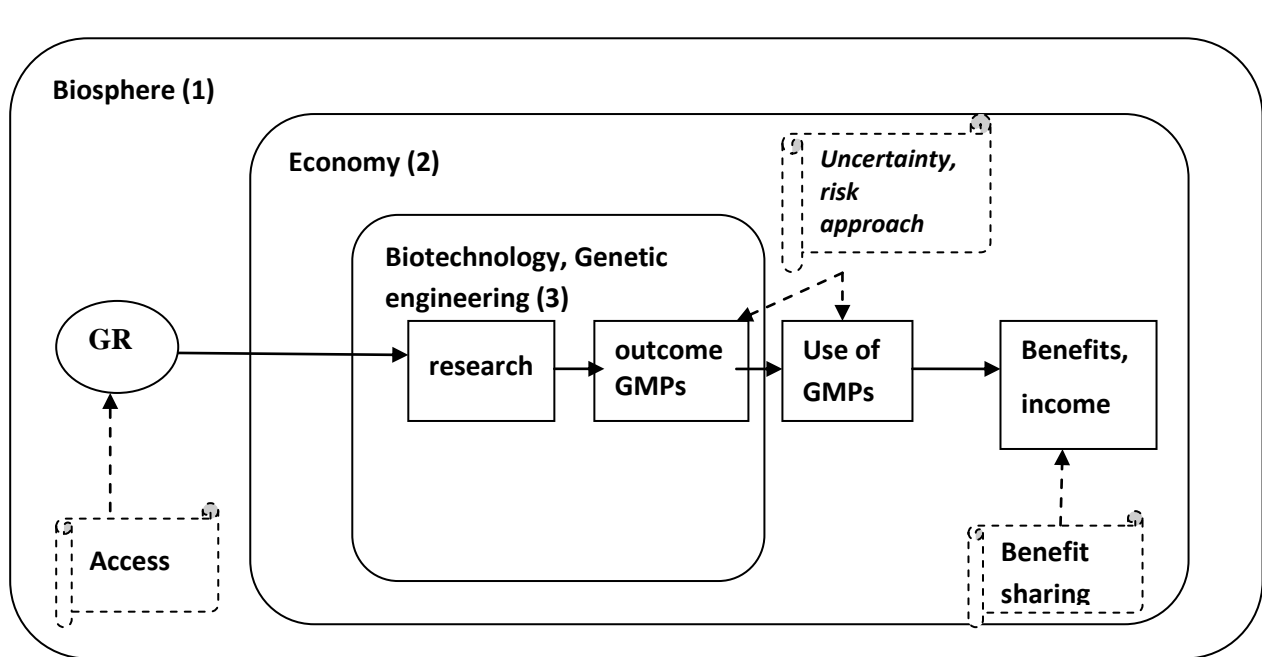 Biosphere (1)
Economy (2)
Uncertainty,
risk
approach
Biotechnology, Genetic
engineering (3)
GR
research
outcome
GMPs
Use of
GMPs
Benefits,
income
Access
Benefit
sharing